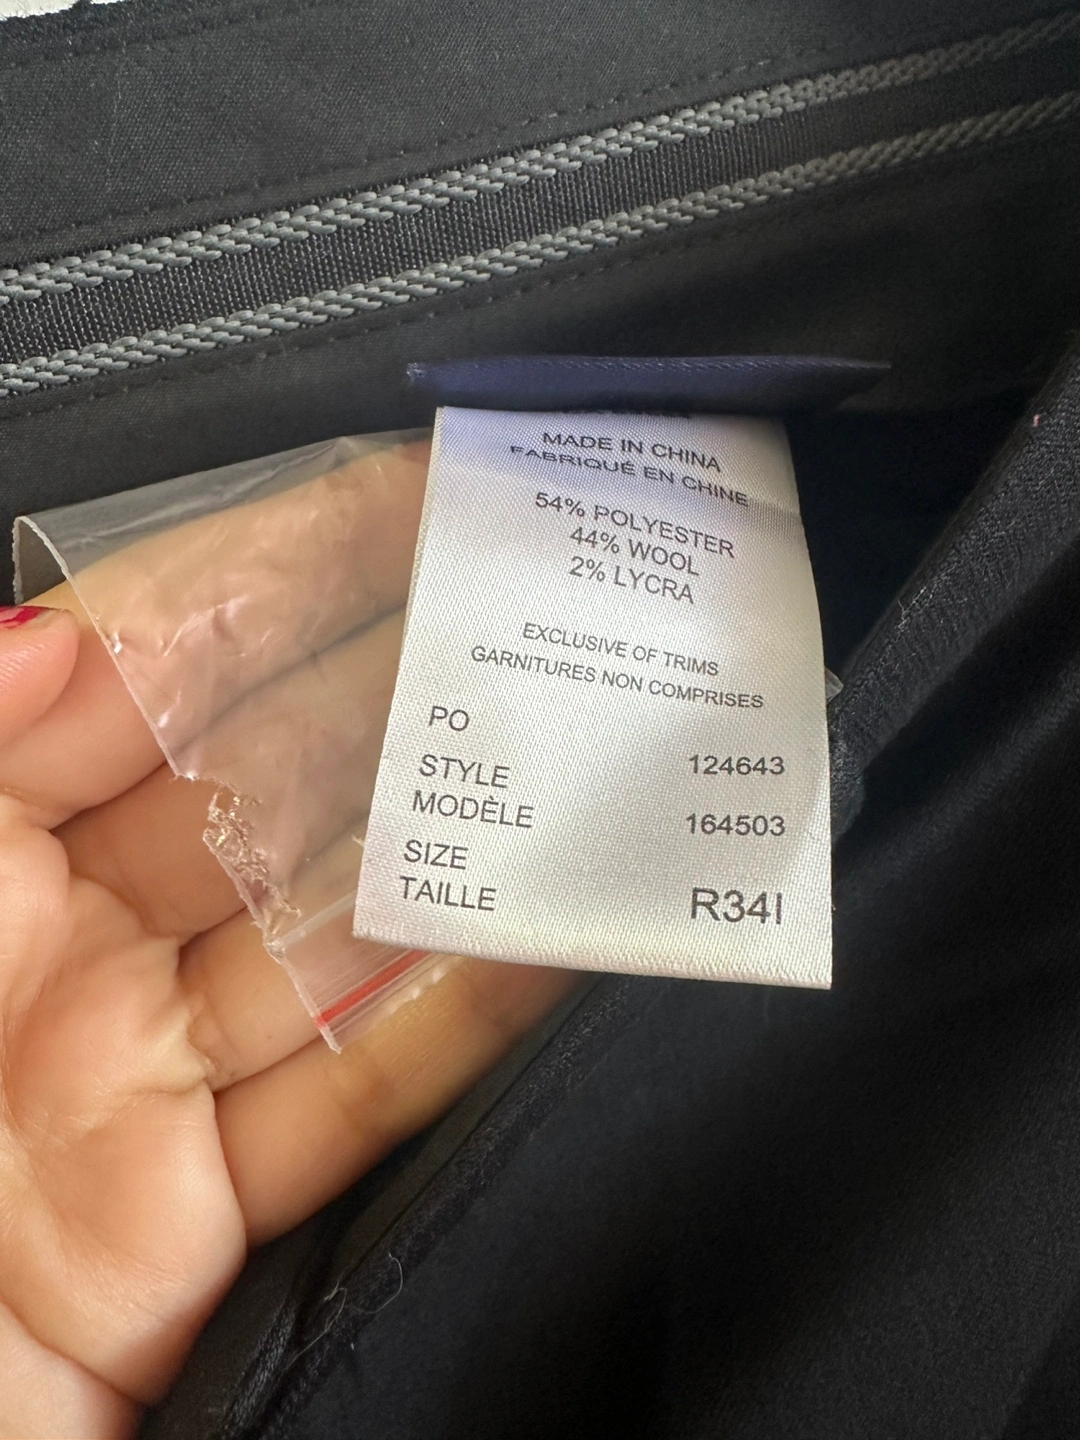 MADE IN CHINA
FABRIQUÉ EN CHINE
54% POLYESTER
44% WOOL
2% LYCRA
EXCLUSIVE OF TRIMS
GARNITURES NON COMPRISES
PO 124643
STYLE
MODÈLE 164503
SIZE
TAILLE R34I